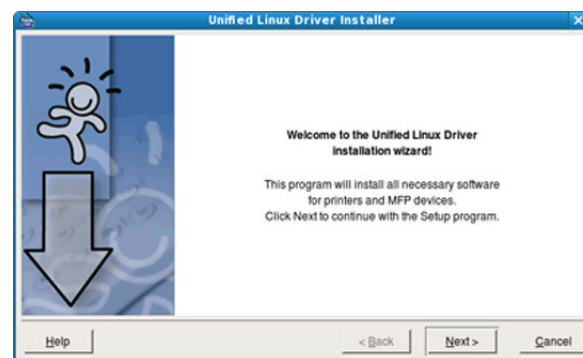 Unified Linux Driver Installer
Welcome to the Unified Linux Driver
installation wizard!
This program will install all necessary software
for printers and MFP devices.
Click Next to continue with the Setup program.
Help
< Back
Next >
Cancel